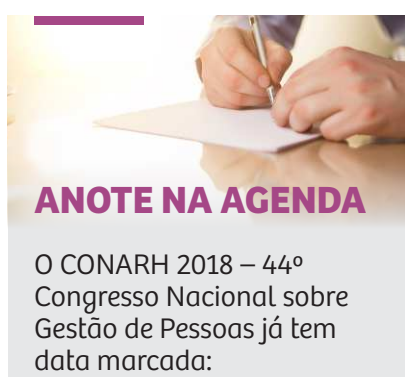 ANOTE NA AGENDA
O CONARH 2018 – 44º
Congresso Nacional sobre
Gestão de Pessoas já tem
data marcada: